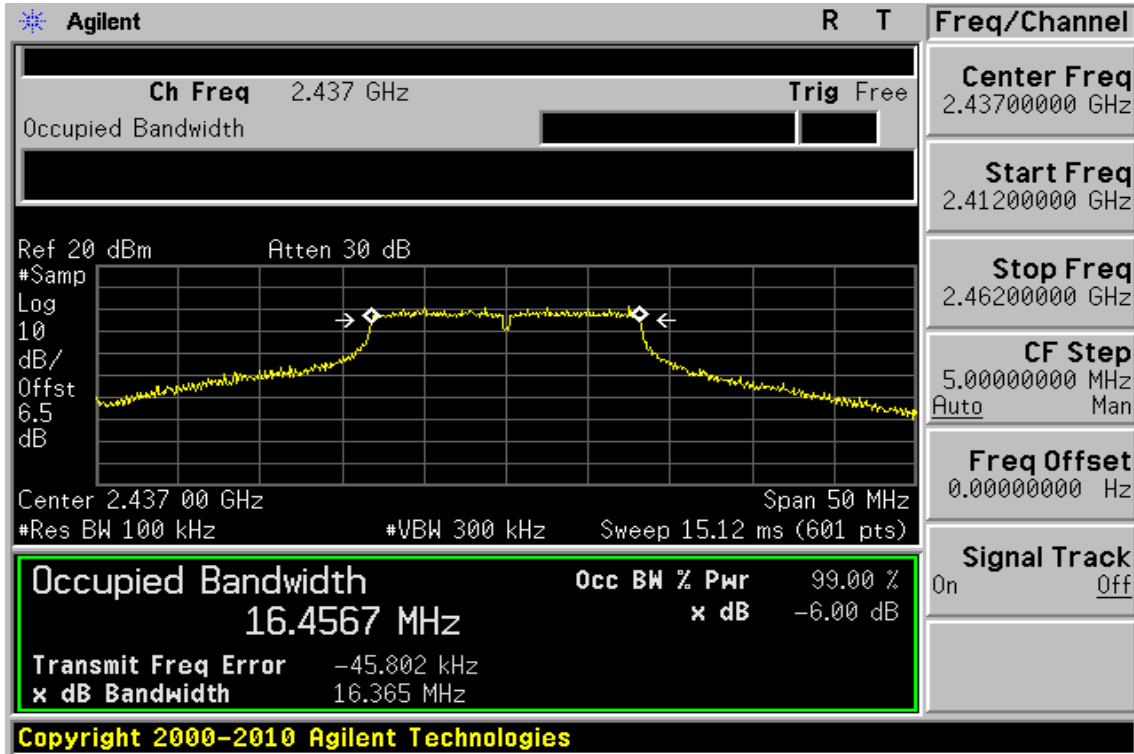 Agilent R T
Ch Freq 2.437 GHz Trig Free
Occupied Bandwidth
Ref 20 dBm Atten 30 dB
#Samp
Log
10
dB/
Offst
6.5
dB
Center 2.437 00 GHz Span 50 MHz
#Res BW 100 kHz #VBW 300 kHz Sweep 15.12 ms (601 pts)
Occupied Bandwidth Occ BW % Pwr 99.00 %
16.4567 MHz x dB -6.00 dB
Transmit Freq Error -45.802 kHz
x dB Bandwidth 16.365 MHz
Copyright 2000-2010 Agilent Technologies
Freq/Channel
Center Freq
2.43700000 GHz
Start Freq
2.41200000 GHz
Stop Freq
2.46200000 GHz
CF Step
5.00000000 MHz
Auto Man
Freq Offset
0.00000000 Hz
Signal Track
On Off